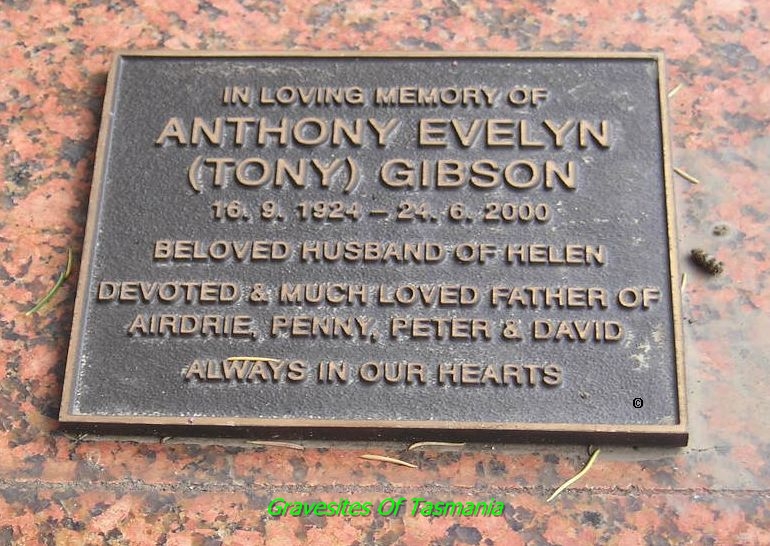 IN LOVING MEMORY OF
ANTHONY EVELYN
(TONY) GIBSON
16. 9. 1924 – 24. 6. 2000
BELOVED HUSBAND OF HELEN
DEVOTED & MUCH LOVED FATHER OF
AIRDRIE, PENNY, PETER & DAVID
ALWAYS IN OUR HEARTS
©
Gravesites Of Tasmania